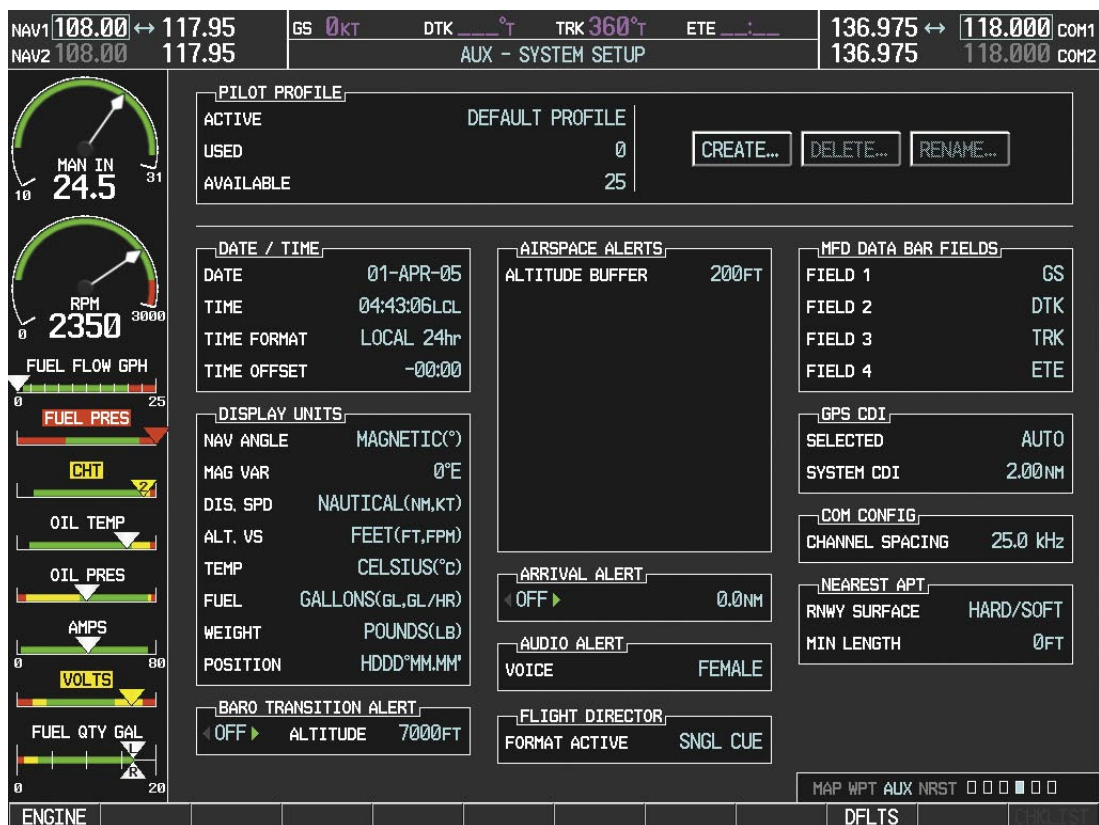 NAV1 108.00 ↔ 117.95
NAV2 108.00 117.95
GS 0KT DTK ___°T TRK 360°T ETE __:__
AUX – SYSTEM SETUP
136.975 ↔ 118.000 COM1
136.975 118.000 COM2
MAN IN
24.5
10 31
RPM
2350
0 3000
FUEL FLOW GPH
0 25
FUEL PRES
CHT
2
OIL TEMP
OIL PRES
AMPS
0 80
VOLTS
FUEL QTY GAL
L
R
0 20
PILOT PROFILE
ACTIVE DEFAULT PROFILE
USED 0
AVAILABLE 25
CREATE... DELETE... RENAME...
DATE / TIME
DATE 01-APR-05
TIME 04:43:06LCL
TIME FORMAT LOCAL 24hr
TIME OFFSET -00:00
DISPLAY UNITS
NAV ANGLE MAGNETIC(°)
MAG VAR 0°E
DIS, SPD NAUTICAL(NM,KT)
ALT, VS FEET(FT,FPM)
TEMP CELSIUS(°C)
FUEL GALLONS(GL,GL/HR)
WEIGHT POUNDS(LB)
POSITION HDDD°MM.MM'
BARO TRANSITION ALERT
OFF ALTITUDE 7000FT
AIRSPACE ALERTS
ALTITUDE BUFFER 200FT
ARRIVAL ALERT
OFF 0.0NM
AUDIO ALERT
VOICE FEMALE
FLIGHT DIRECTOR
FORMAT ACTIVE SNGL CUE
MFD DATA BAR FIELDS
FIELD 1 GS
FIELD 2 DTK
FIELD 3 TRK
FIELD 4 ETE
GPS CDI
SELECTED AUTO
SYSTEM CDI 2.00NM
COM CONFIG
CHANNEL SPACING 25.0 kHz
NEAREST APT
RNWY SURFACE HARD/SOFT
MIN LENGTH 0FT
MAP WPT AUX NRST
ENGINE DFLTS CHKLIST